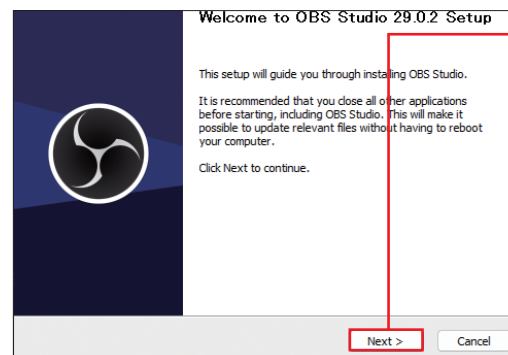 Welcome to OBS Studio 29.0.2 Setup
This setup will guide you through installing OBS Studio.
It is recommended that you close all other applications
before starting, including OBS Studio. This will make it
possible to update relevant files without having to reboot
your computer.
Click Next to continue.
Next >
Cancel